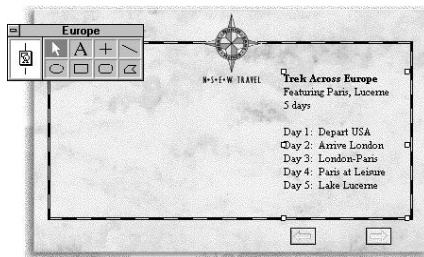 Europe
A
N•S•E•W TRAVEL
Trek Across Europe
Featuring Paris, Lucerne
5 days
Day 1: Depart USA
Day 2: Arrive London
Day 3: London-Paris
Day 4: Paris at Leisure
Day 5: Lake Lucerne